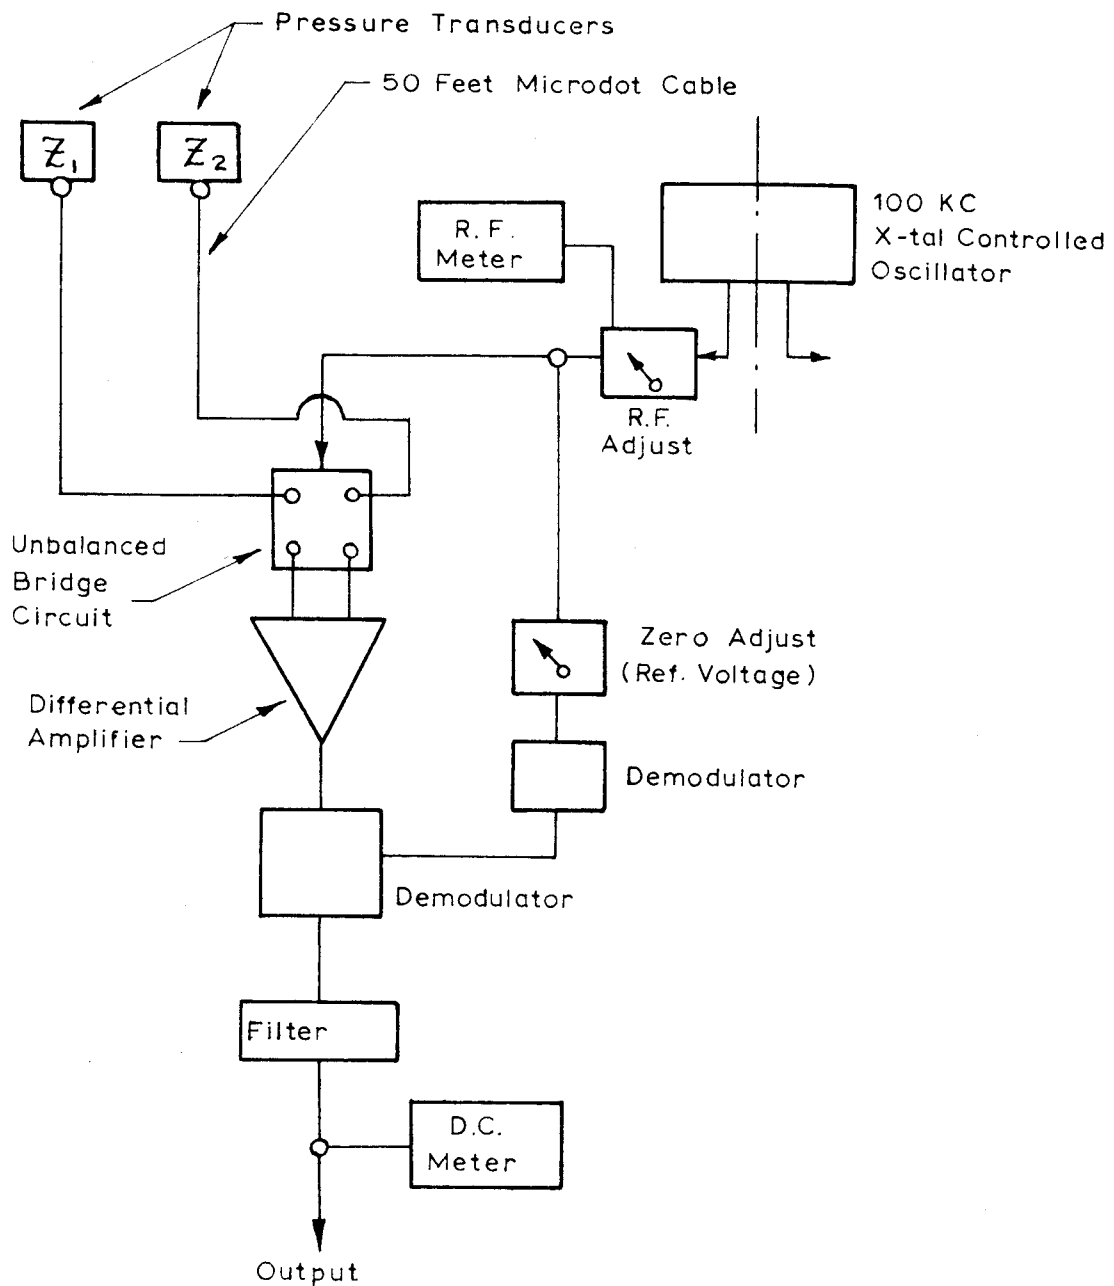 Pressure Transducers
50 Feet Microdot Cable
Z1
Z2
R.F.
Meter
100 KC
X-tal Controlled
Oscillator
R.F.
Adjust
Unbalanced
Bridge
Circuit
Zero Adjust
(Ref. Voltage)
Differential
Amplifier
Demodulator
Demodulator
Filter
D.C.
Meter
Output